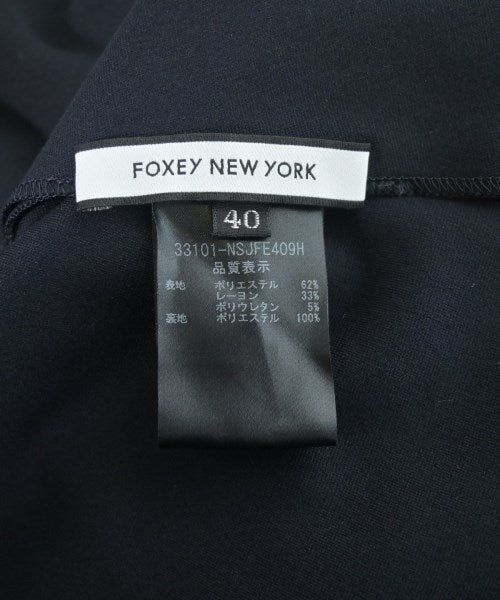 FOXEY NEW YORK
40
33101-NSJFE409H
品質表示
表地 ポリエステル 62%
レーヨン 33%
ポリウレタン 5%
裏地 ポリエステル 100%